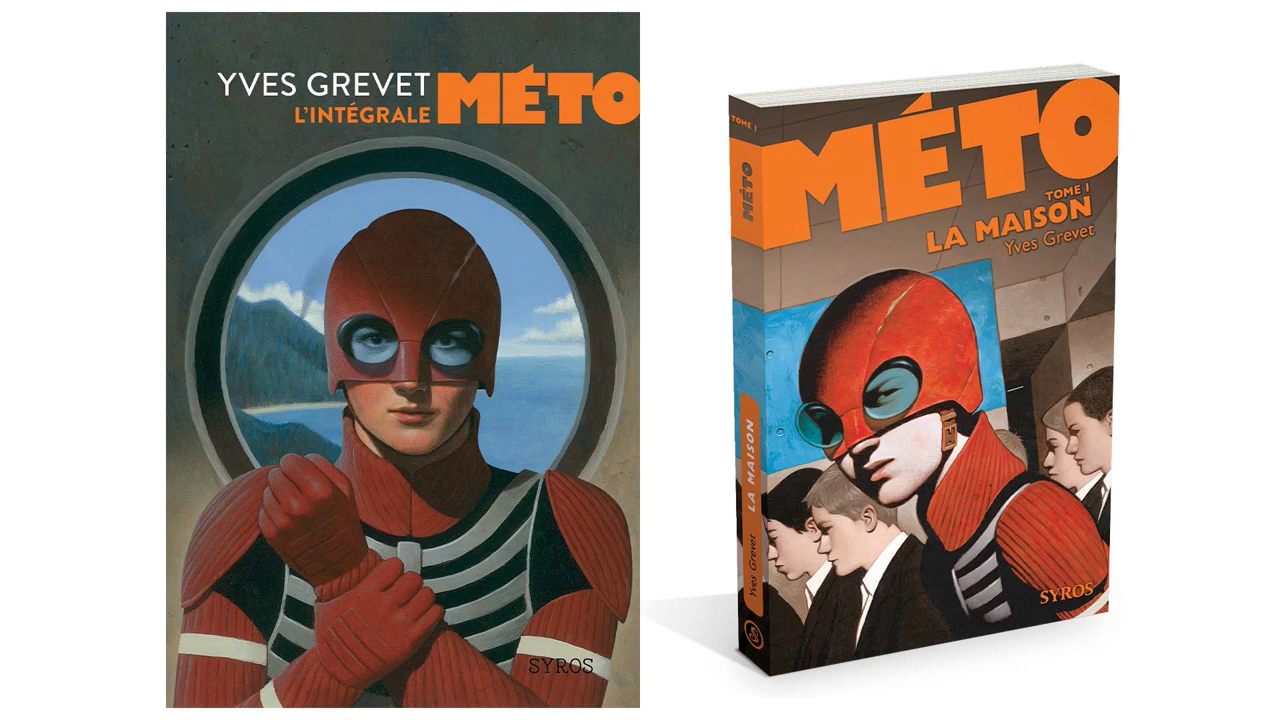 YVES GREVET MÉTO
L'INTÉGRALE
SYROS
TOME I
MÉTO
LA MAISON
Yves Grevet
MÉTO
TOME I
LA MAISON
Yves Grevet
SYROS